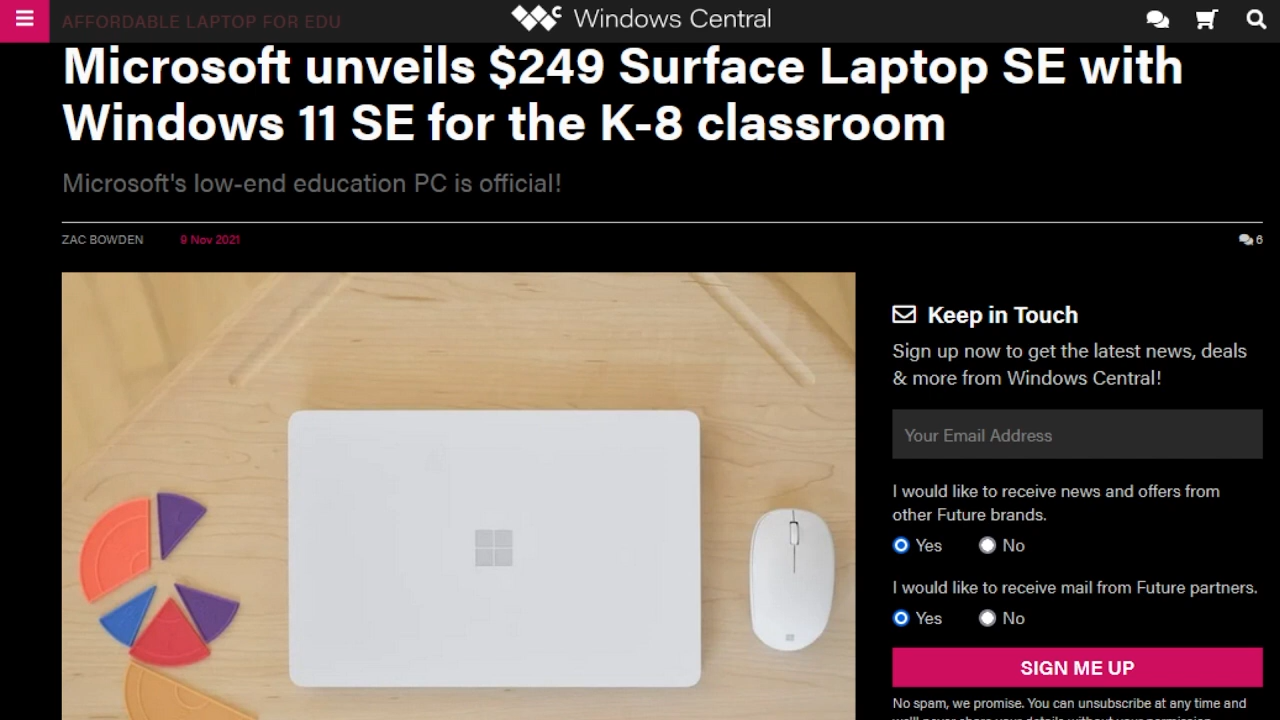 AFFORDABLE LAPTOP FOR EDU
Windows Central
Microsoft unveils $249 Surface Laptop SE with
Windows 11 SE for the K-8 classroom
Microsoft's low-end education PC is official!
ZAC BOWDEN 9 Nov 2021 6
Keep in Touch
Sign up now to get the latest news, deals
& more from Windows Central!
Your Email Address
I would like to receive news and offers from
other Future brands.
Yes No
I would like to receive mail from Future partners.
Yes No
SIGN ME UP
No spam, we promise. You can unsubscribe at any time and